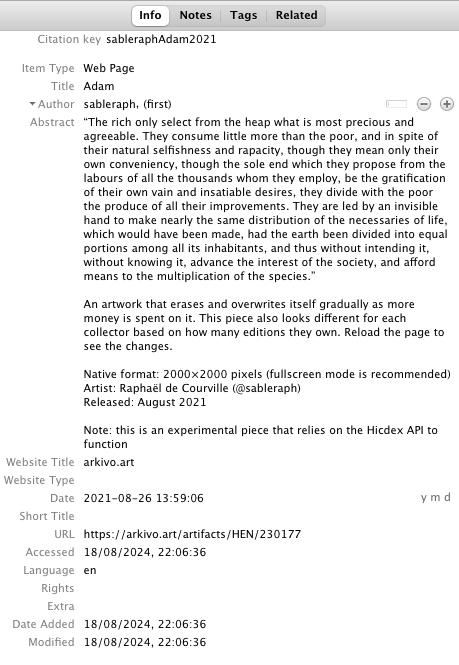 Info Notes Tags Related
Citation key sableraphAdam2021
Item Type Web Page
Title Adam
Author sableraph, (first)
Abstract “The rich only select from the heap what is most precious and
agreeable. They consume little more than the poor, and in spite of
their natural selfishness and rapacity, though they mean only their
own conveniency, though the sole end which they propose from the
labours of all the thousands whom they employ, be the gratification
of their own vain and insatiable desires, they divide with the poor
the produce of all their improvements. They are led by an invisible
hand to make nearly the same distribution of the necessaries of life,
which would have been made, had the earth been divided into equal
portions among all its inhabitants, and thus without intending it,
without knowing it, advance the interest of the society, and afford
means to the multiplication of the species.”
An artwork that erases and overwrites itself gradually as more
money is spent on it. This piece also looks different for each
collector based on how many editions they own. Reload the page to
see the changes.
Native format: 2000×2000 pixels (fullscreen mode is recommended)
Artist: Raphaël de Courville (@sableraph)
Released: August 2021
Note: this is an experimental piece that relies on the Hicdex API to
function
Website Title arkivo.art
Website Type
Date 2021-08-26 13:59:06 y m d
Short Title
URL https://arkivo.art/artifacts/HEN/230177
Accessed 18/08/2024, 22:06:36
Language en
Rights
Extra
Date Added 18/08/2024, 22:06:36
Modified 18/08/2024, 22:06:36